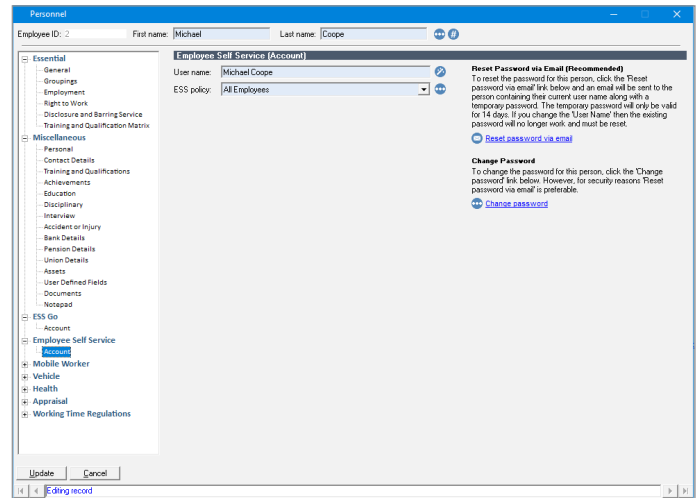 Personnel
Employee ID: 2 First name: Michael Last name: Coope
Essential
General
Groupings
Employment
Right to Work
Disclosure and Barring Service
Training and Qualification Matrix
Miscellaneous
Personal
Contact Details
Training and Qualifications
Achievements
Education
Disciplinary
Interview
Accident or Injury
Bank Details
Pension Details
Union Details
Assets
User Defined Fields
Documents
Notepad
ESS Go
Account
Employee Self Service
Account
Mobile Worker
Vehicle
Health
Appraisal
Working Time Regulations
Employee Self Service (Account)
User name: Michael Coope
ESS policy: All Employees
Reset Password via Email (Recommended)
To reset the password for this person, click the 'Reset
password via email' link below and an email will be sent to the
person containing their current user name along with a
temporary password. The temporary password will only be valid
for 14 days. If you change the 'User Name' then the existing
password will no longer work and must be reset.
Reset password via email
Change Password
To change the password for this person, click the 'Change
password' link below. However, for security reasons 'Reset
password via email' is preferable.
Change password
Update Cancel
Editing record